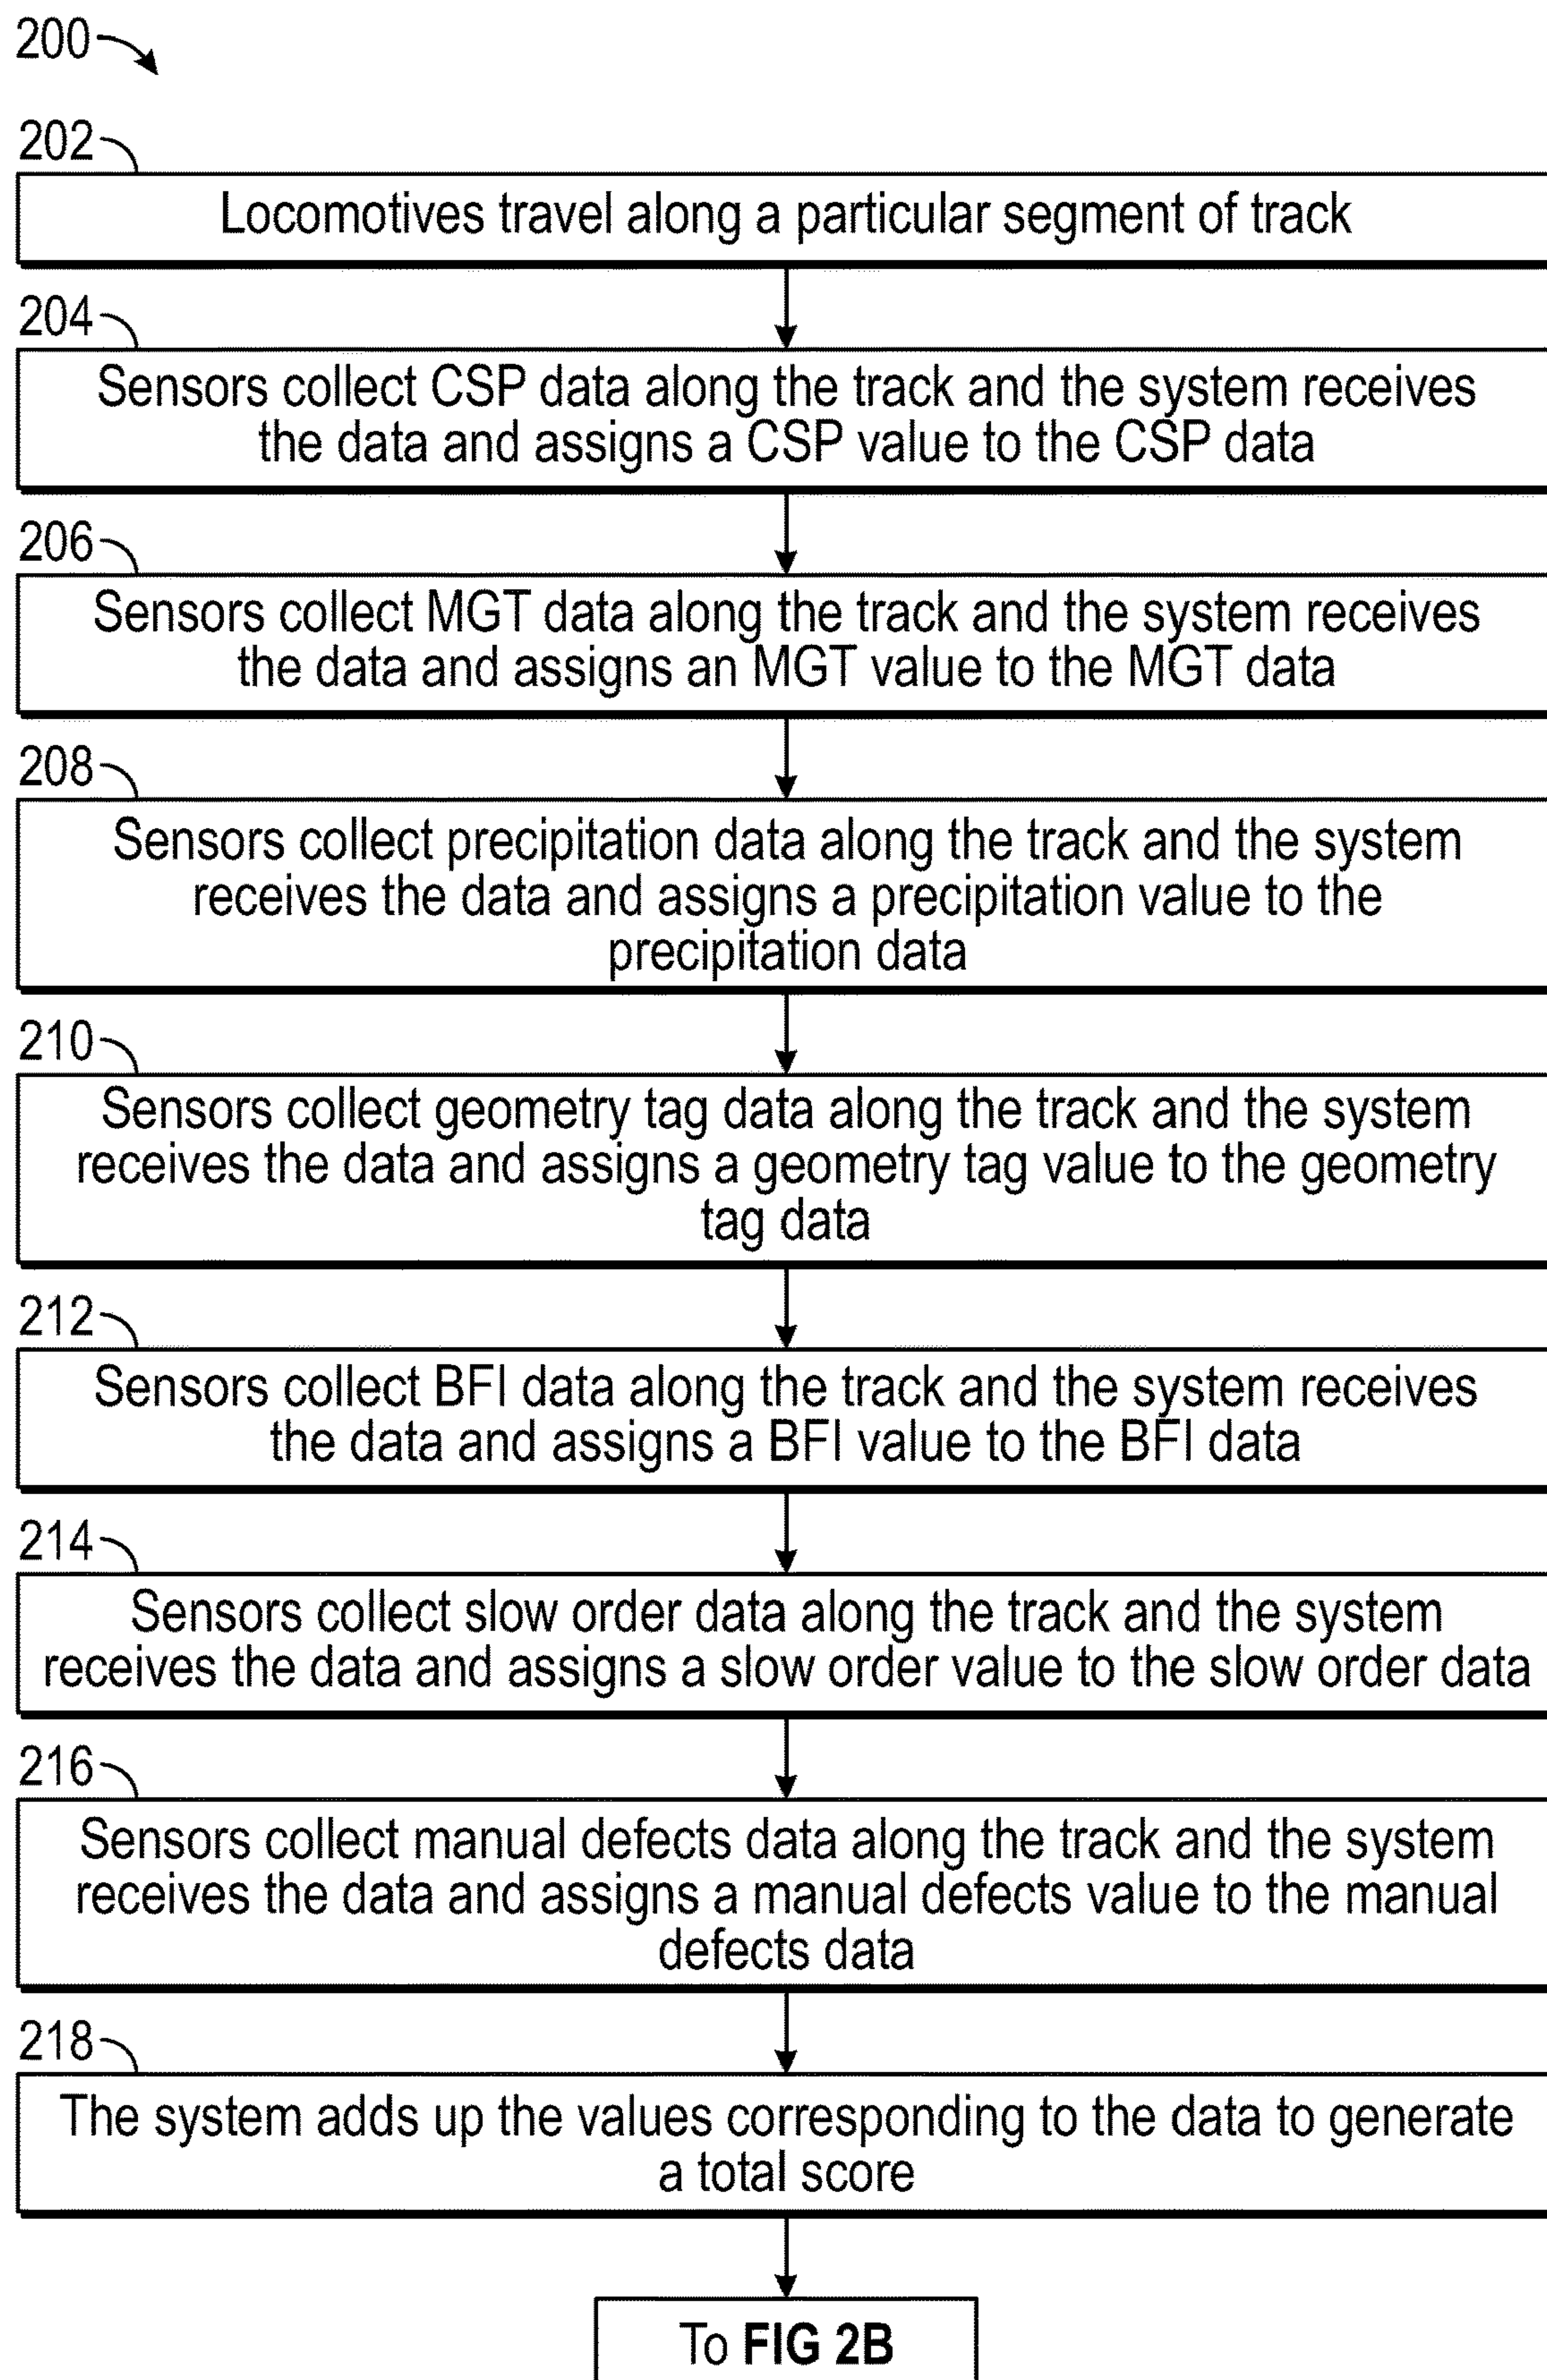 200
202
Locomotives travel along a particular segment of track
204
Sensors collect CSP data along the track and the system receives
the data and assigns a CSP value to the CSP data
206
Sensors collect MGT data along the track and the system receives
the data and assigns an MGT value to the MGT data
208
Sensors collect precipitation data along the track and the system
receives the data and assigns a precipitation value to the
precipitation data
210
Sensors collect geometry tag data along the track and the system
receives the data and assigns a geometry tag value to the geometry
tag data
212
Sensors collect BFI data along the track and the system receives
the data and assigns a BFI value to the BFI data
214
Sensors collect slow order data along the track and the system
receives the data and assigns a slow order value to the slow order data
216
Sensors collect manual defects data along the track and the system
receives the data and assigns a manual defects value to the manual
defects data
218
The system adds up the values corresponding to the data to generate
a total score
To FIG 2B